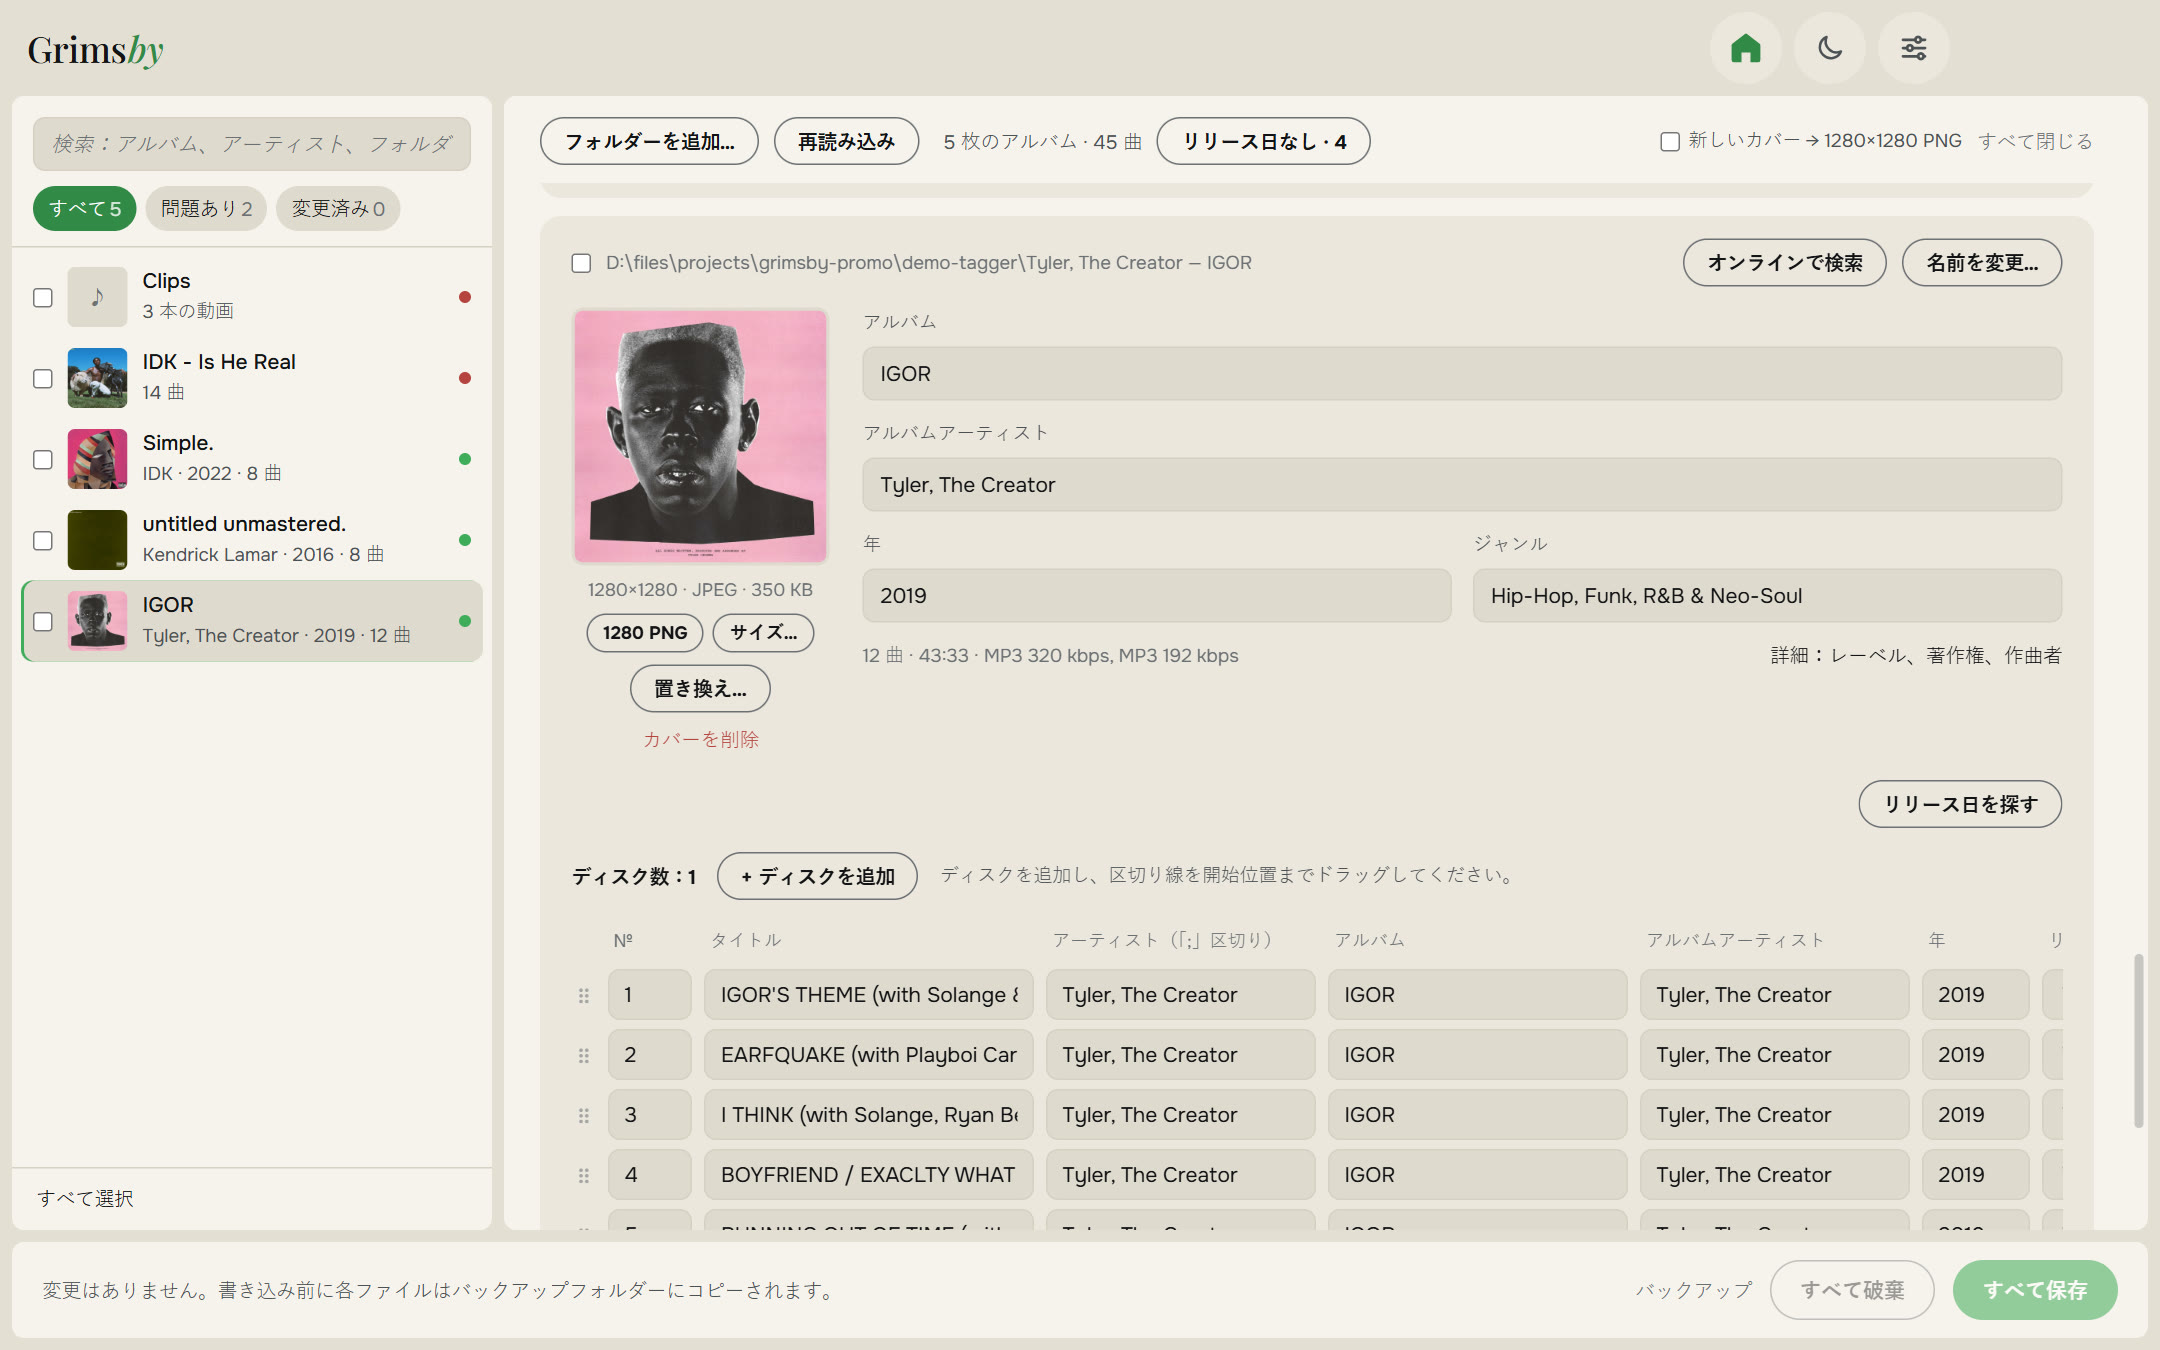 Grimsby
検索：アルバム、アーティスト、フォルダ
すべて 5
問題あり 2
変更済み 0
Clips
3 本の動画
IDK - Is He Real
14 曲
Simple.
IDK · 2022 · 8 曲
untitled unmastered.
Kendrick Lamar · 2016 · 8 曲
IGOR
Tyler, The Creator · 2019 · 12 曲
すべて選択
フォルダーを追加...
再読み込み
5 枚のアルバム · 45 曲
リリース日なし · 4
新しいカバー → 1280×1280 PNG
すべて閉じる
D:\files\projects\grimsby-promo\demo-tagger\Tyler, The Creator — IGOR
オンラインで検索
名前を変更...
1280×1280 · JPEG · 350 KB
1280 PNG
サイズ...
置き換え...
カバーを削除
アルバム
IGOR
アルバムアーティスト
Tyler, The Creator
年
2019
ジャンル
Hip-Hop, Funk, R&B & Neo-Soul
12 曲 · 43:33 · MP3 320 kbps, MP3 192 kbps
詳細：レーベル、著作権、作曲者
リリース日を探す
ディスク数：1
+ ディスクを追加
ディスクを追加し、区切り線を開始位置までドラッグしてください。
№ タイトル アーティスト（「;」区切り） アルバム アルバムアーティスト 年 リ
1 IGOR'S THEME (with Solange & Tyler, The Creator IGOR Tyler, The Creator 2019
2 EARFQUAKE (with Playboi Car Tyler, The Creator IGOR Tyler, The Creator 2019
3 I THINK (with Solange, Ryan Be Tyler, The Creator IGOR Tyler, The Creator 2019
4 BOYFRIEND / EXACLTY WHAT Tyler, The Creator IGOR Tyler, The Creator 2019
変更はありません。書き込み前に各ファイルはバックアップフォルダーにコピーされます。
バックアップ
すべて破棄
すべて保存